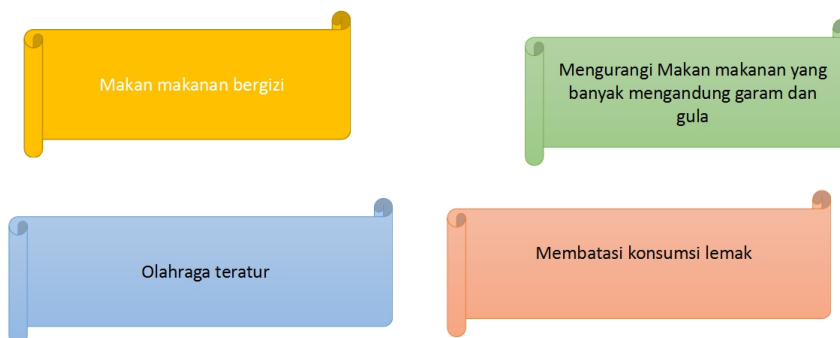 Makan makanan bergizi
Mengurangi Makan makanan yang
banyak mengandung garam dan
gula
Olahraga teratur
Membatasi konsumsi lemak